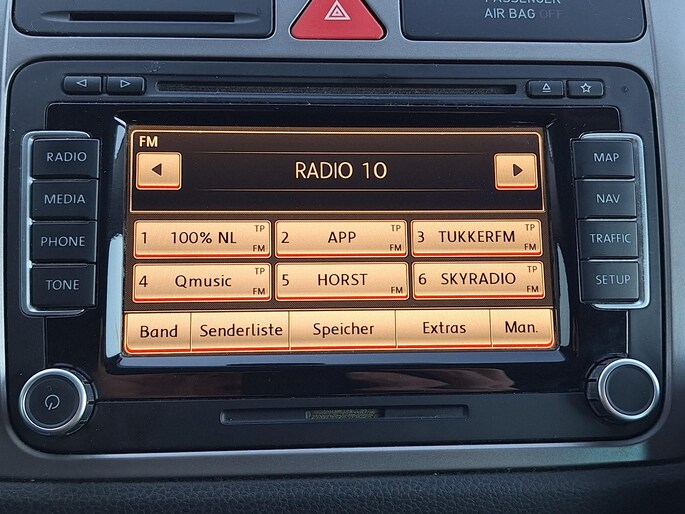 PASSENGER
AIR BAG OFF
FM
RADIO 10
RADIO
MEDIA
PHONE
TONE
1 100% NL TP FM
2 APP FM
3 TUKKERFM TP FM
4 Qmusic TP FM
5 HORST FM
6 SKYRADIO TP FM
Band Senderliste Speicher Extras Man.
MAP
NAV
TRAFFIC
SETUP